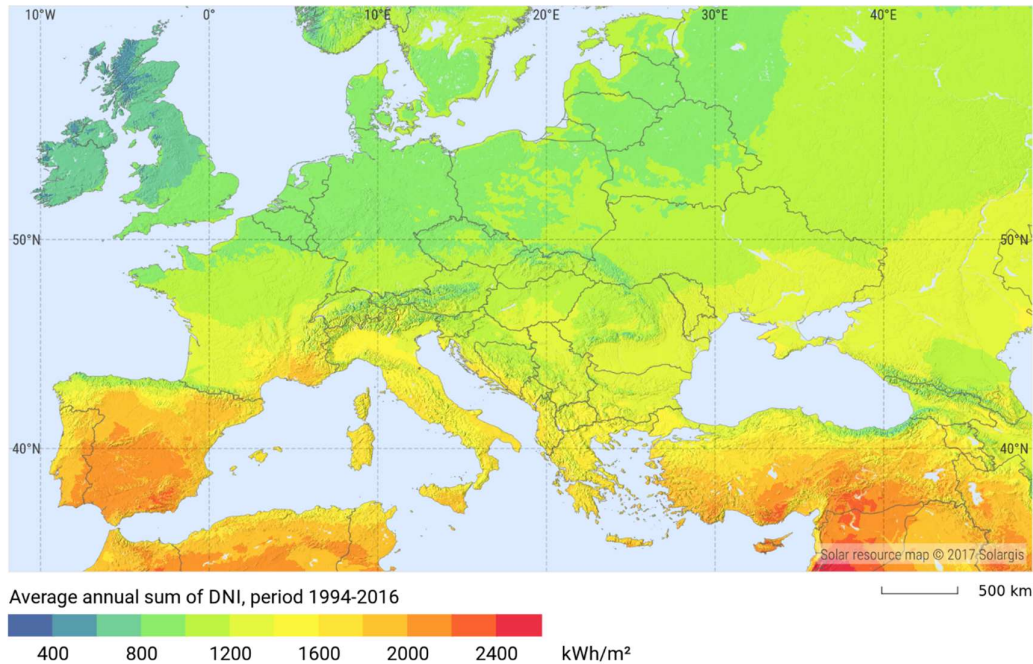 10°W 0° 10°E 20°E 30°E 40°E
50°N 50°N
40°N 40°N
Solar resource map © 2017 Solargis
Average annual sum of DNI, period 1994-2016
500 km
400 800 1200 1600 2000 2400 kWh/m²